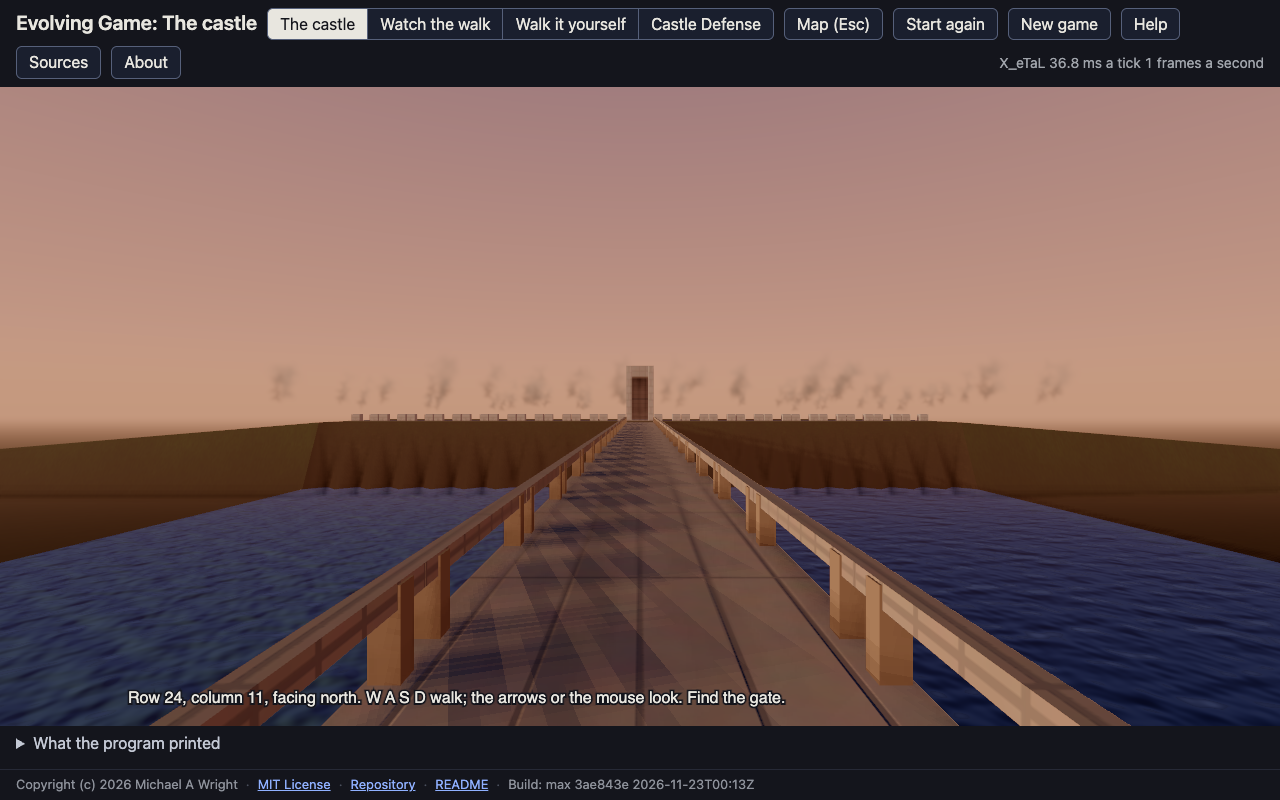 Evolving Game: The castle The castle Watch the walk Walk it yourself Castle Defense Map (Esc) Start again New game Help
Sources About X_eTaL 36.8 ms a tick 1 frames a second
Row 24, column 11, facing north. W A S D walk; the arrows or the mouse look. Find the gate.
▶ What the program printed
Copyright (c) 2026 Michael A Wright · MIT License · Repository · README · Build: max 3ae843e 2026-11-23T00:13Z